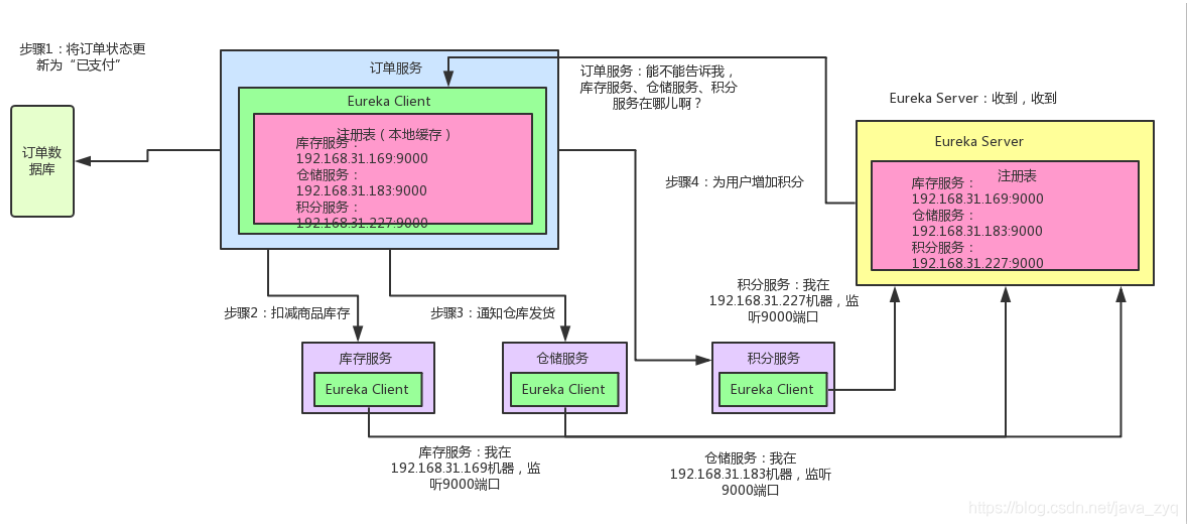 步骤1：将订单状态更
新为“已支付”
订单数
据库
订单服务
Eureka Client
注册表（本地缓存）
库存服务：
192.168.31.169:9000
仓储服务：
192.168.31.183:9000
积分服务：
192.168.31.227:9000
订单服务：能不能告诉我，
库存服务、仓储服务、积分
服务在哪儿啊？
Eureka Server：收到，收到
Eureka Server
注册表
库存服务：
192.168.31.169:9000
仓储服务：
192.168.31.183:9000
积分服务：
192.168.31.227:9000
步骤4：为用户增加积分
步骤2：扣减商品库存
步骤3：通知仓库发货
积分服务：我在
192.168.31.227机器，监
听9000端口
库存服务
Eureka Client
仓储服务
Eureka Client
积分服务
Eureka Client
库存服务：我在
192.168.31.169机器，监
听9000端口
仓储服务：我在
192.168.31.183机器，监听
9000端口
https://blog.csdn.net/java_zyq